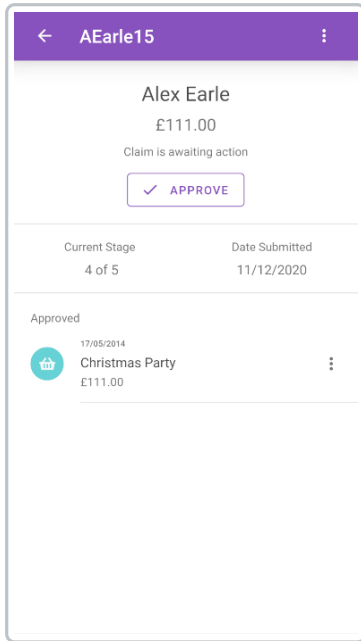 AEarle15
Alex Earle
£111.00
Claim is awaiting action
APPROVE
Current Stage
4 of 5
Date Submitted
11/12/2020
Approved
17/05/2014
Christmas Party
£111.00